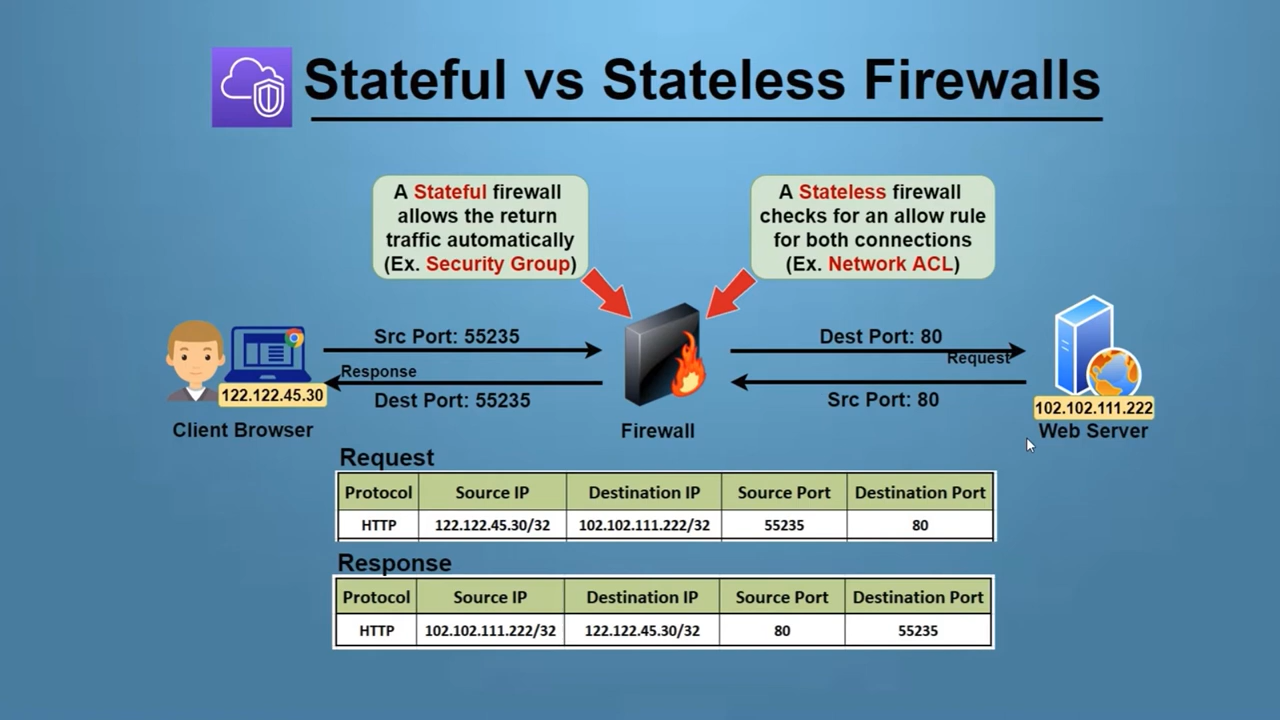 Stateful vs Stateless Firewalls
A Stateful firewall
allows the return
traffic automatically
(Ex. Security Group)
A Stateless firewall
checks for an allow rule
for both connections
(Ex. Network ACL)
Src Port: 55235
Dest Port: 80
Request
Response
Dest Port: 55235
Src Port: 80
122.122.45.30
102.102.111.222
Client Browser
Firewall
Web Server
Request
Protocol Source IP Destination IP Source Port Destination Port
HTTP 122.122.45.30/32 102.102.111.222/32 55235 80
Response
Protocol Source IP Destination IP Source Port Destination Port
HTTP 102.102.111.222/32 122.122.45.30/32 80 55235